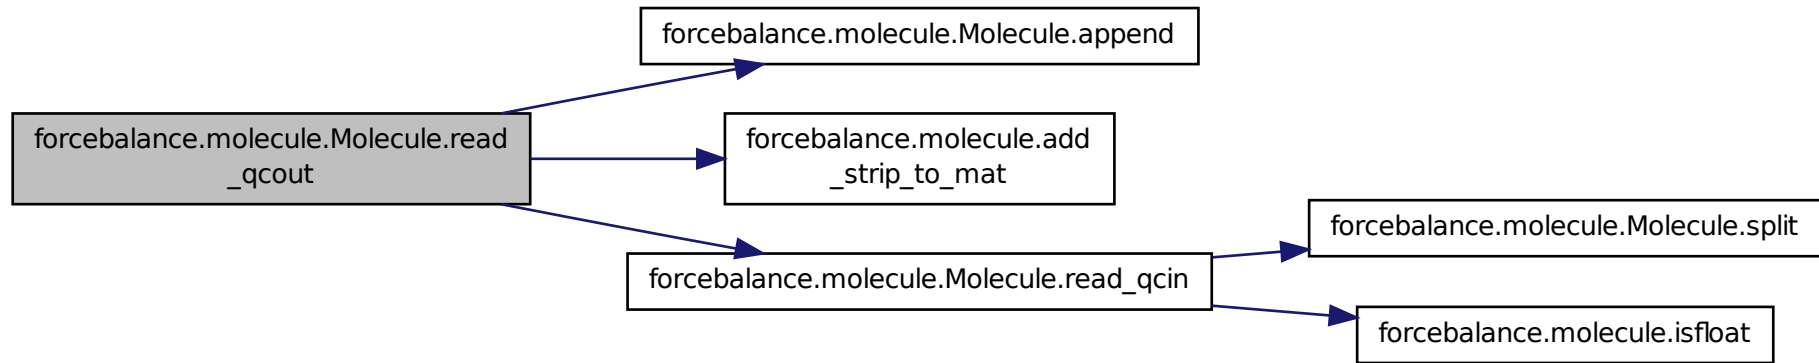 forcebalance.molecule.Molecule.append
forcebalance.molecule.Molecule.read
_qcout
forcebalance.molecule.add
_strip_to_mat
forcebalance.molecule.Molecule.split
forcebalance.molecule.Molecule.read_qcin
forcebalance.molecule.isfloat